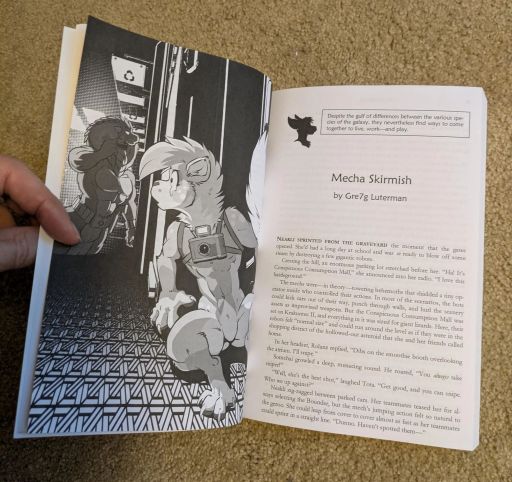 Despite the gulf of differences between the various spe-
cies of the galaxy, they nevertheless find ways to come
together to live, work—and play.
Mecha Skirmish
by Gre7g Luterman
NEARLI SPRINTED FROM THE GRAVEYARD the moment that the game
opened. She'd had a long day at school and was so ready to blow off some
steam by destroying a few gigantic robots.
Cresting the hill, an enormous parking lot stretched before her. "Ha! It's
Conspicuous Consumption Mall," she announced into her radio. "I love this
battleground."
The mecha were—in theory—towering behemoths that shielded a tiny op-
erator inside who controlled their actions. In most of the scenarios, the bots
could kick cars out of their way, punch through walls, and hurl the scenery
assets as improvised weapons. But the Conspicuous Consumption Mall was
set on Krakuntec II, and everything in it was sized for giant lizards. Here, their
robots felt "normal size" and could run around the level as if they were in the
shopping district of the hollowed-out asteroid that she and her friends called
home.
In her headset, Rolanz replied, "Dibs on the smoothie booth overlooking
the atrium. I'll snipe."
growled a deep, menacing sound. He roared, "You always take
sniper!"
"Well, she's the best shot," laughed Tota. "Get good, and you can snipe.
Who we up against?"
Nearli zig-zagged between parked cars. Her teammates teased her for al-
ways selecting the Bounder, but the mech's jumping action felt so natural to
the geroo. She could leap from cover to cover almost as fast as her teammates
could sprint in a straight line. "Dunno. Haven't spotted them—"